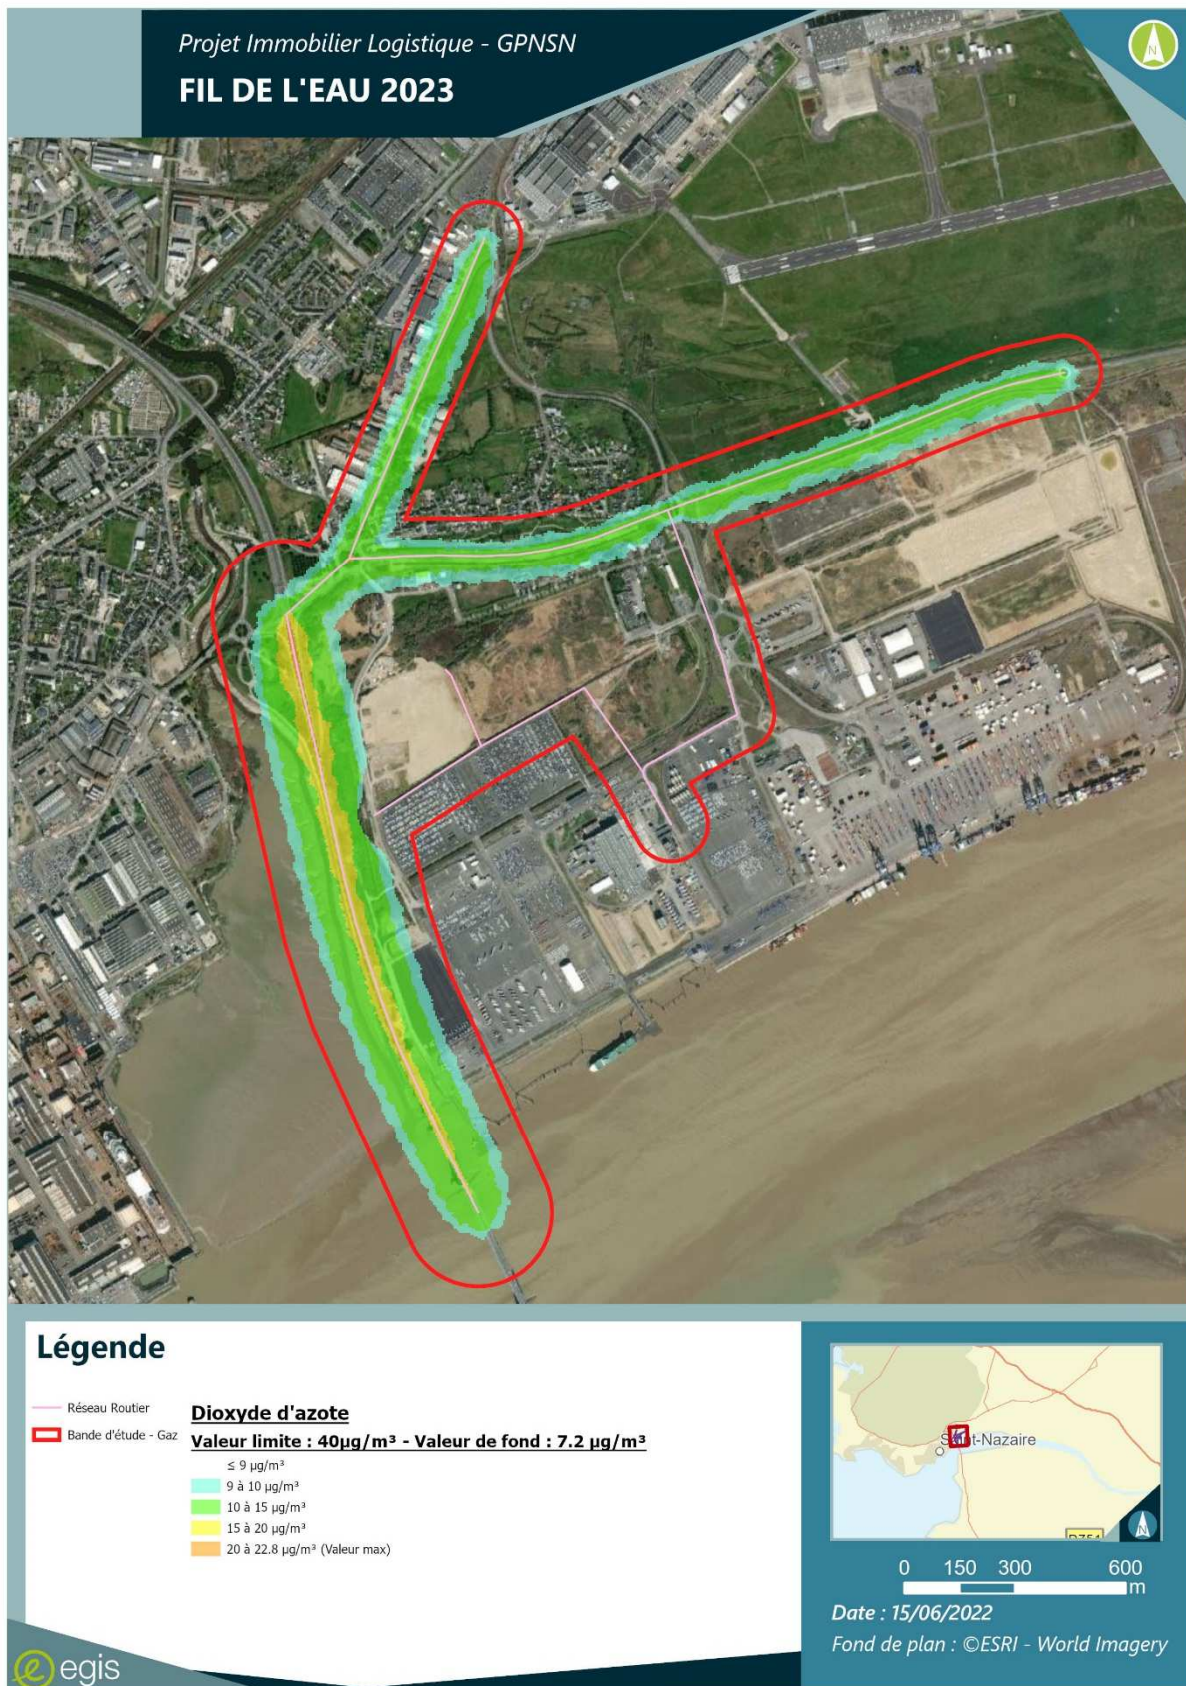 Projet Immobilier Logistique - GPNSN
FIL DE L'EAU 2023
N
Légende
Réseau Routier
Bande d'étude - Gaz
Dioxyde d'azote
Valeur limite : 40µg/m³ - Valeur de fond : 7.2 µg/m³
≤ 9 µg/m³
9 à 10 µg/m³
10 à 15 µg/m³
15 à 20 µg/m³
20 à 22.8 µg/m³ (Valeur max)
Saint-Nazaire
N
0 150 300 600
m
Date : 15/06/2022
Fond de plan : ©ESRI - World Imagery
egis